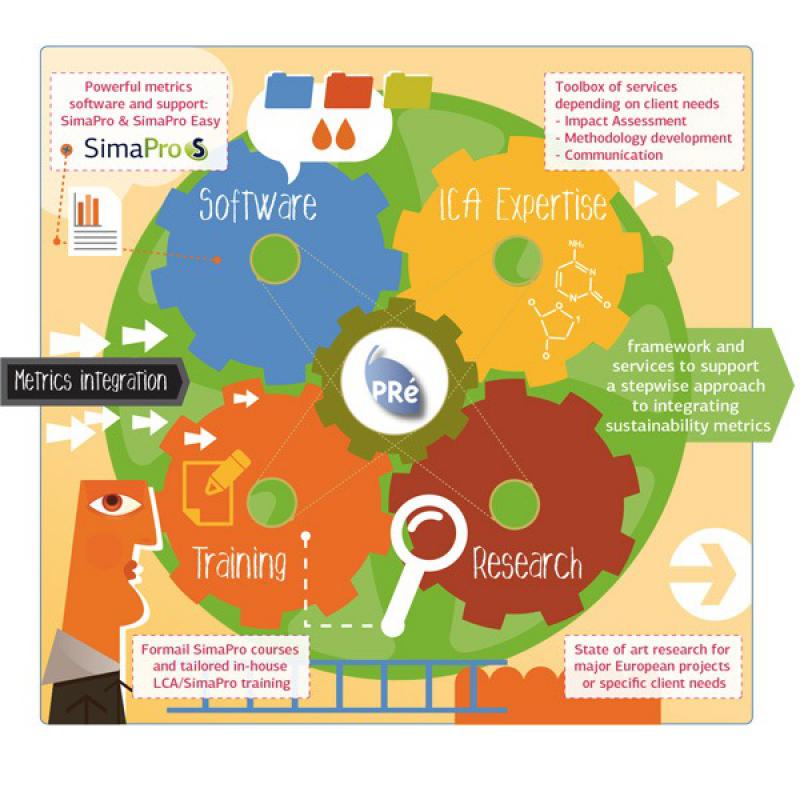 Powerful metrics
software and support:
SimaPro & SimaPro Easy
SimaPro S
Toolbox of services
depending on client needs
- Impact Assessment
- Methodology development
- Communication
Software
LCA Expertise
NH₂
N
N
O
O
O
1
O
Metrics integration
PRé
framework and
services to support
a stepwise approach
to integrating
sustainability metrics
Training
Research
Formail SimaPro courses
and tailored in-house
LCA/SimaPro training
State of art research for
major European projects
or specific client needs